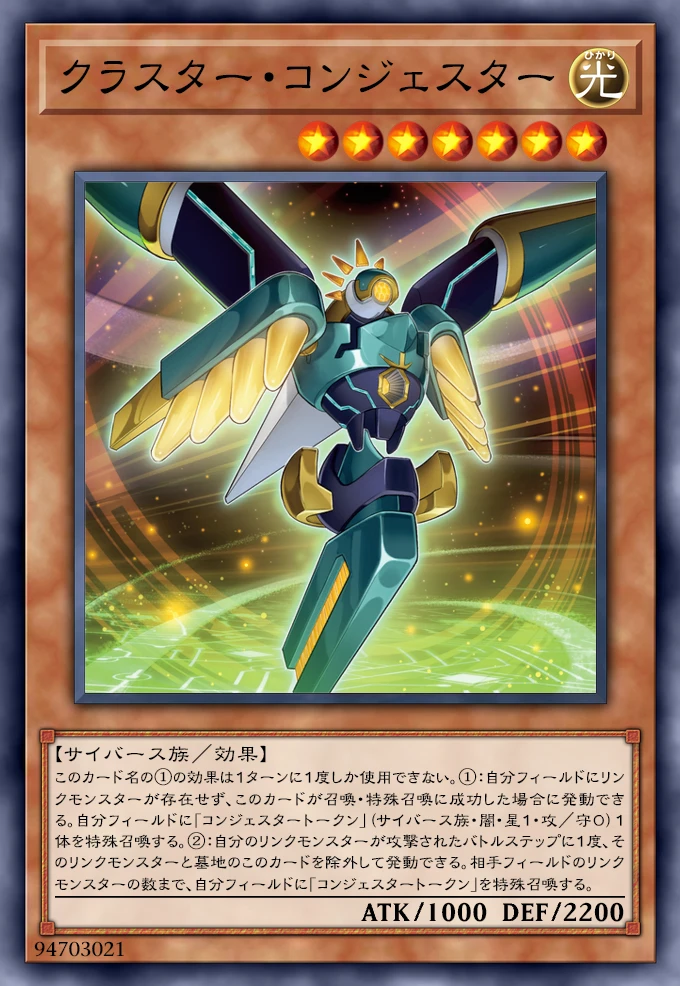 クラスター・コンジェスター
ひかり
光
【サイバース族／効果】
このカード名の①の効果は1ターンに1度しか使用できない。①：自分フィールドにリン
クモンスターが存在せず、このカードが召喚・特殊召喚に成功した場合に発動でき
る。自分フィールドに「コンジェスタートークン」（サイバース族・闇・星1・攻／守0）1
体を特殊召喚する。②：自分のリンクモンスターが攻撃されたバトルステップに1度、そ
のリンクモンスターと墓地のこのカードを除外して発動できる。相手フィールドのリンク
モンスターの数まで、自分フィールドに「コンジェスタートークン」を特殊召喚する。
ATK/1000 DEF/2200
94703021